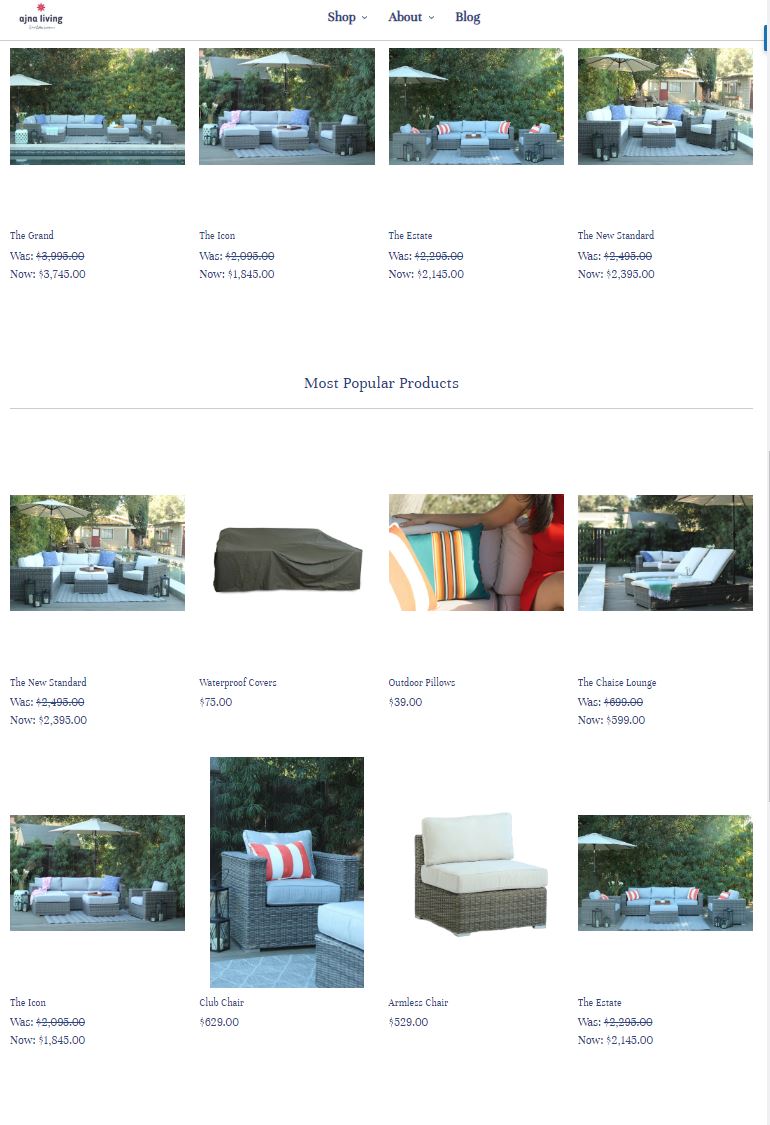 ajna living
Shop About Blog
The Grand
Was: $3,995.00
Now: $3,745.00
The Icon
Was: $2,095.00
Now: $1,845.00
The Estate
Was: $2,295.00
Now: $2,145.00
The New Standard
Was: $2,495.00
Now: $2,395.00
Most Popular Products
The New Standard
Was: $2,495.00
Now: $2,395.00
Waterproof Covers
$75.00
Outdoor Pillows
$39.00
The Chaise Lounge
Was: $699.00
Now: $599.00
The Icon
Was: $2,095.00
Now: $1,845.00
Club Chair
$629.00
Armless Chair
$529.00
The Estate
Was: $2,295.00
Now: $2,145.00